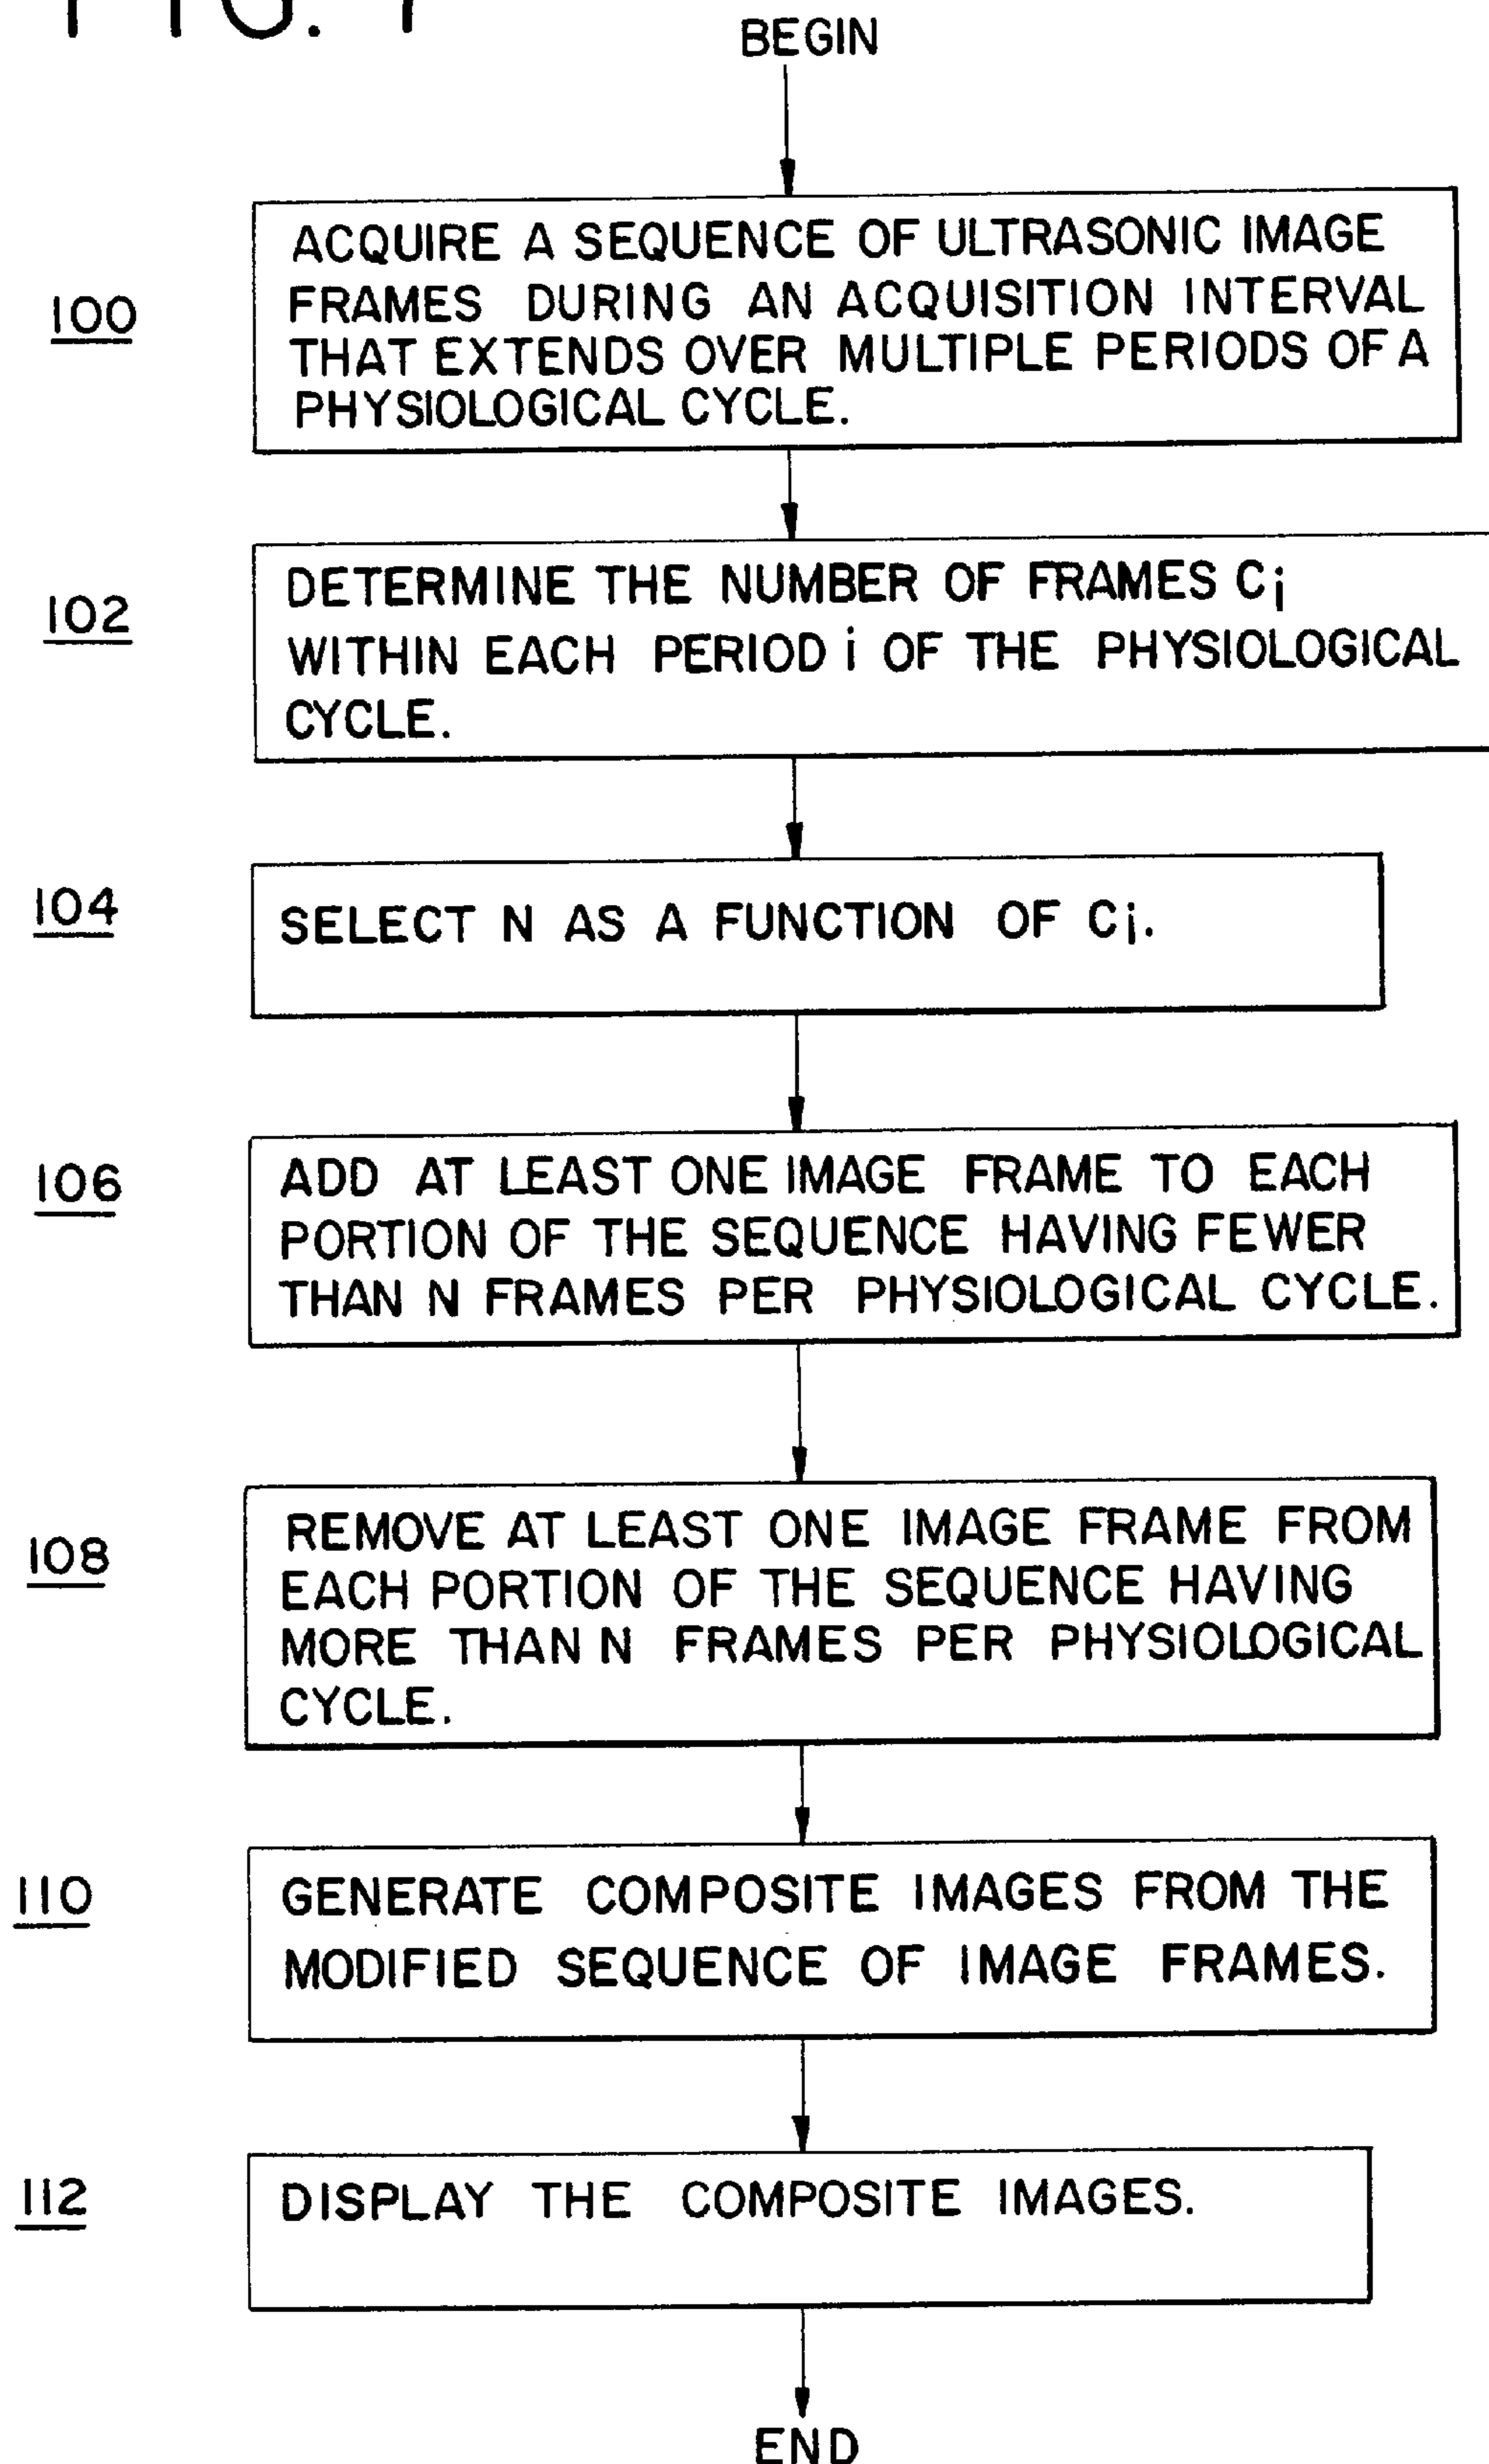 FIG.
BEGIN
100
ACQUIRE A SEQUENCE OF ULTRASONIC IMAGE
FRAMES DURING AN ACQUISITION INTERVAL
THAT EXTENDS OVER MULTIPLE PERIODS OF A
PHYSIOLOGICAL CYCLE.
102
DETERMINE THE NUMBER OF FRAMES Ci
WITHIN EACH PERIOD i OF THE PHYSIOLOGICAL
CYCLE.
104
SELECT N AS A FUNCTION OF Ci.
106
ADD AT LEAST ONE IMAGE FRAME TO EACH
PORTION OF THE SEQUENCE HAVING FEWER
THAN N FRAMES PER PHYSIOLOGICAL CYCLE.
108
REMOVE AT LEAST ONE IMAGE FRAME FROM
EACH PORTION OF THE SEQUENCE HAVING
MORE THAN N FRAMES PER PHYSIOLOGICAL
CYCLE.
110
GENERATE COMPOSITE IMAGES FROM THE
MODIFIED SEQUENCE OF IMAGE FRAMES.
112
DISPLAY THE COMPOSITE IMAGES.
END